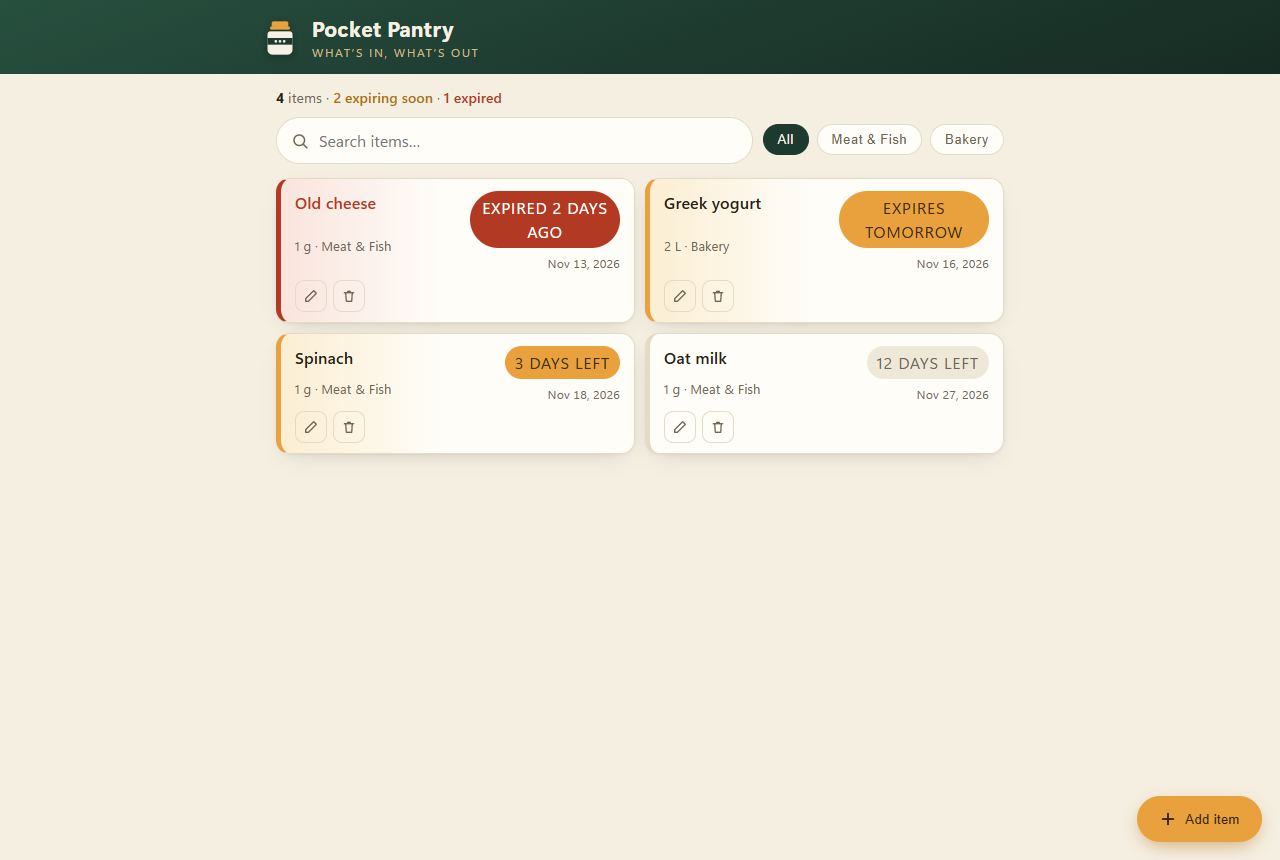 Pocket Pantry
WHAT'S IN, WHAT'S OUT
4 items · 2 expiring soon · 1 expired
Search items...
All
Meat & Fish
Bakery
Old cheese
EXPIRED 2 DAYS
AGO
1 g · Meat & Fish
Nov 13, 2026
Greek yogurt
EXPIRES
TOMORROW
2 L · Bakery
Nov 16, 2026
Spinach
3 DAYS LEFT
1 g · Meat & Fish
Nov 18, 2026
Oat milk
12 DAYS LEFT
1 g · Meat & Fish
Nov 27, 2026
Add item